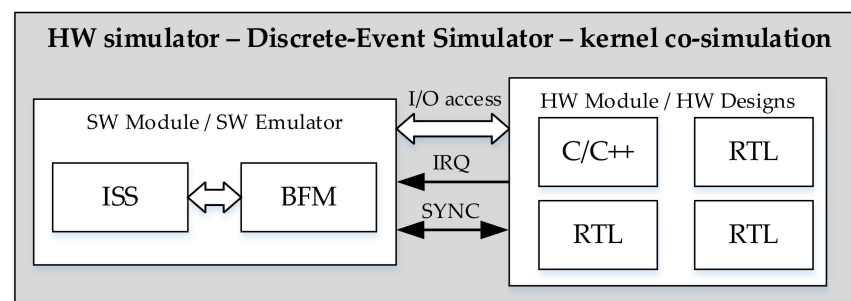 HW simulator – Discrete-Event Simulator – kernel co-simulation
SW Module / SW Emulator
ISS
BFM
I/O access
IRQ
SYNC
HW Module / HW Designs
C/C++
RTL
RTL
RTL